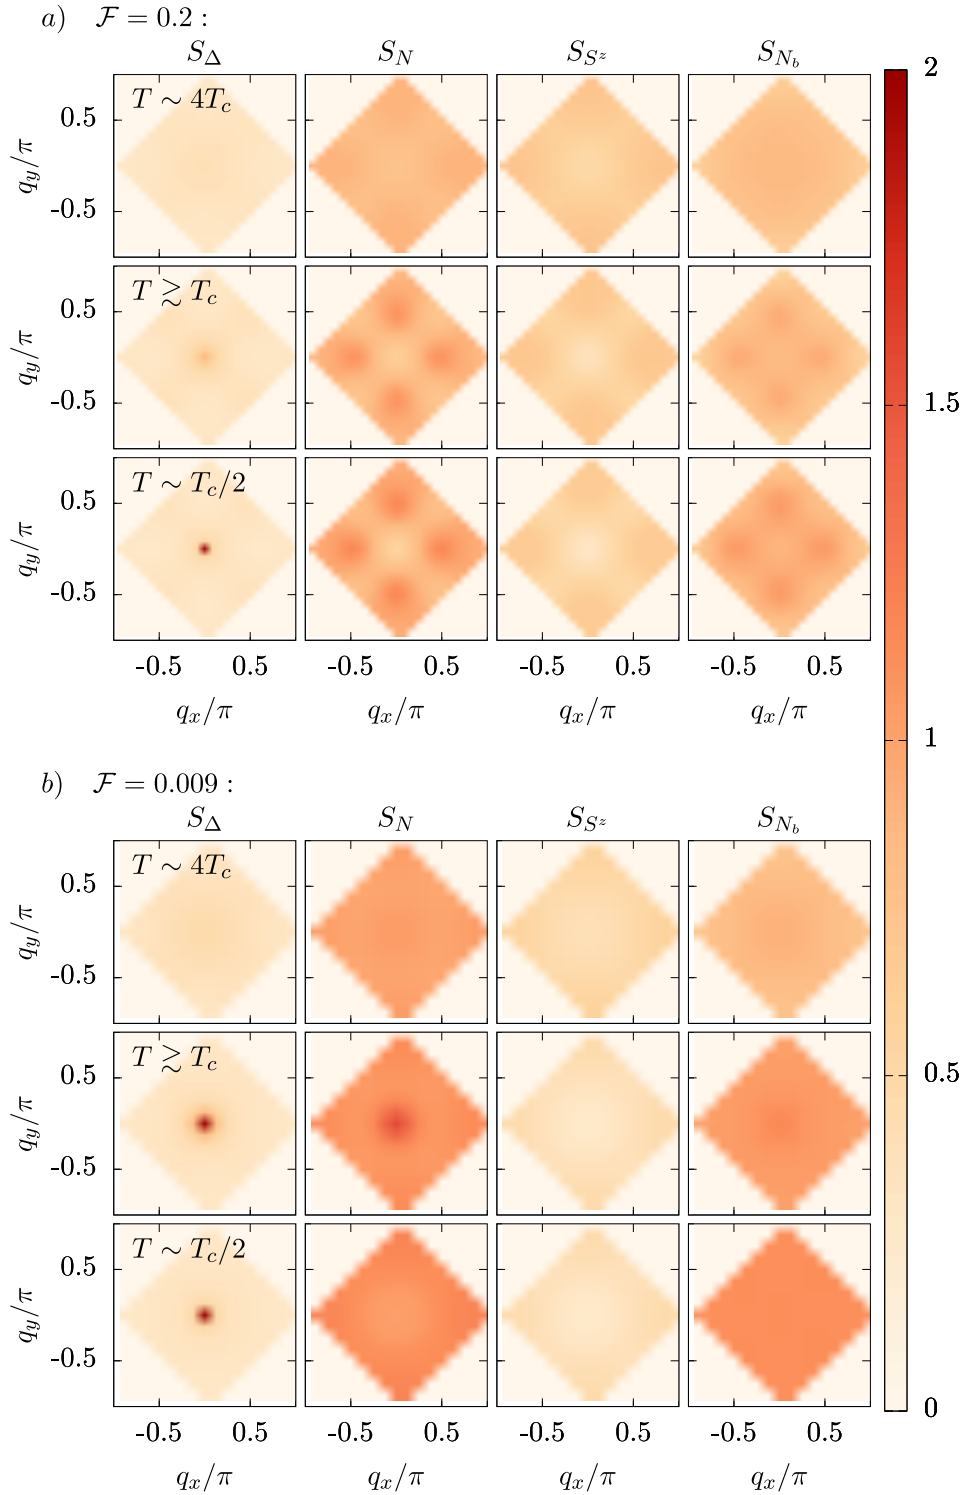 a) ℱ = 0.2 :
S_Δ S_N S_{S^z} S_{N_b}
2
T ∼ 4T_c
0.5
q_y/π
-0.5
T ≳ T_c
0.5
q_y/π
-0.5
1.5
T ∼ T_c/2
0.5
q_y/π
-0.5
-0.5 0.5 -0.5 0.5 -0.5 0.5 -0.5 0.5
q_x/π q_x/π q_x/π q_x/π
1
b) ℱ = 0.009 :
S_Δ S_N S_{S^z} S_{N_b}
T ∼ 4T_c
0.5
q_y/π
-0.5
T ≳ T_c
0.5
0.5
q_y/π
-0.5
T ∼ T_c/2
0.5
q_y/π
-0.5
0
-0.5 0.5 -0.5 0.5 -0.5 0.5 -0.5 0.5
q_x/π q_x/π q_x/π q_x/π